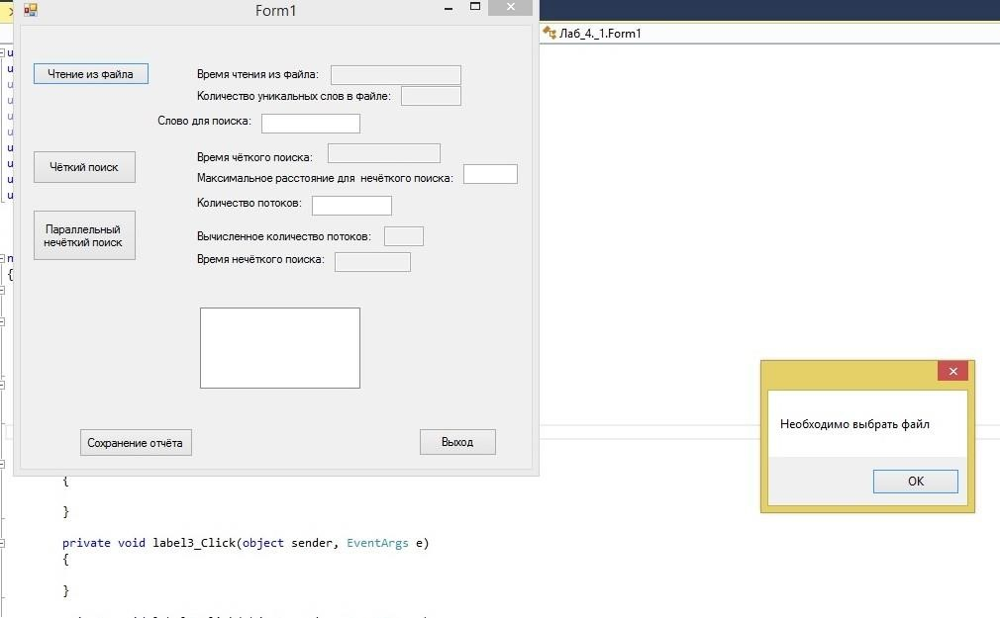 Form1
Лаб_4._1.Form1
Чтение из файла
Время чтения из файла:
Количество уникальных слов в файле:
Слово для поиска:
Чёткий поиск
Время чёткого поиска:
Максимальное расстояние для нечёткого поиска:
Количество потоков:
Параллельный
нечёткий поиск
Вычисленное количество потоков:
Время нечёткого поиска:
Сохранение отчёта
Выход
Необходимо выбрать файл
OK
{
{
}
private void label3_Click(object sender, EventArgs e)
{
}